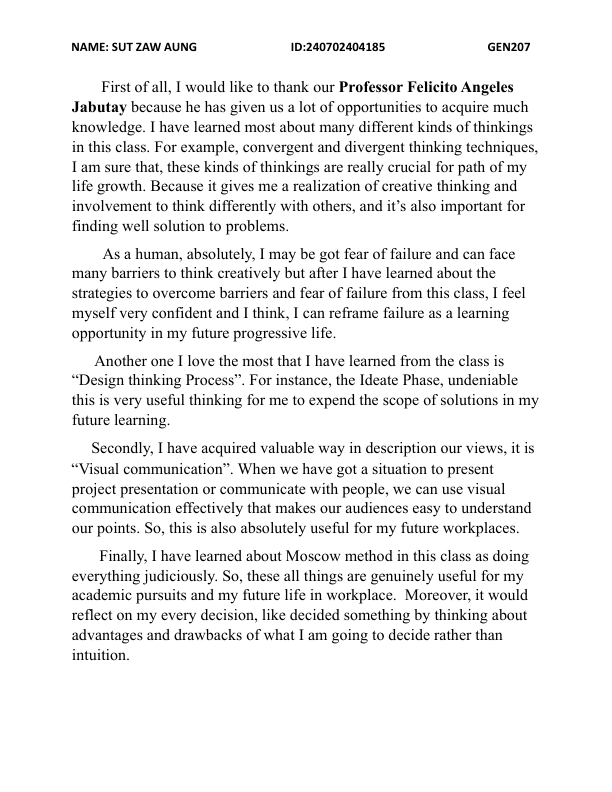 NAME: SUT ZAW AUNG ID:240702404185 GEN207
First of all, I would like to thank our Professor Felicito Angeles
Jabutay because he has given us a lot of opportunities to acquire much
knowledge. I have learned most about many different kinds of thinkings
in this class. For example, convergent and divergent thinking techniques,
I am sure that, these kinds of thinkings are really crucial for path of my
life growth. Because it gives me a realization of creative thinking and
involvement to think differently with others, and it’s also important for
finding well solution to problems.
As a human, absolutely, I may be got fear of failure and can face
many barriers to think creatively but after I have learned about the
strategies to overcome barriers and fear of failure from this class, I feel
myself very confident and I think, I can reframe failure as a learning
opportunity in my future progressive life.
Another one I love the most that I have learned from the class is
“Design thinking Process”. For instance, the Ideate Phase, undeniable
this is very useful thinking for me to expend the scope of solutions in my
future learning.
Secondly, I have acquired valuable way in description our views, it is
“Visual communication”. When we have got a situation to present
project presentation or communicate with people, we can use visual
communication effectively that makes our audiences easy to understand
our points. So, this is also absolutely useful for my future workplaces.
Finally, I have learned about Moscow method in this class as doing
everything judiciously. So, these all things are genuinely useful for my
academic pursuits and my future life in workplace.  Moreover, it would
reflect on my every decision, like decided something by thinking about
advantages and drawbacks of what I am going to decide rather than
intuition.